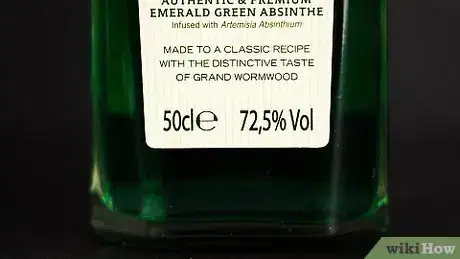 AUTHENTIC & PREMIUM
EMERALD GREEN ABSINTHE
Infused with Artemisia Absinthium
MADE TO A CLASSIC RECIPE
WITH THE DISTINCTIVE TASTE
OF GRAND WORMWOOD
50cl℮ 72,5% Vol
wikiHow